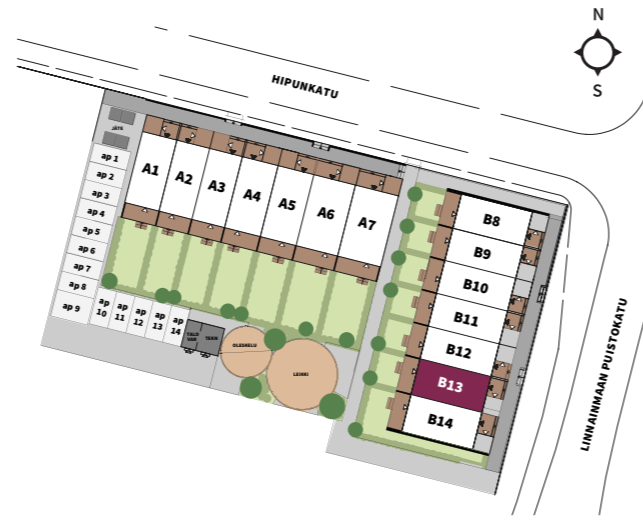 N
S
HIPUNKATU
JÄTE
ap 1
ap 2
ap 3
ap 4
ap 5
ap 6
ap 7
ap 8
ap 9
ap 10
ap 11
ap 12
ap 13
ap 14
A1
A2
A3
A4
A5
A6
A7
B8
B9
B10
B11
B12
B13
B14
TALO VAR
TEKN
OLESKELU
LEIKKI
LINNAINMAAN PUISTOKATU